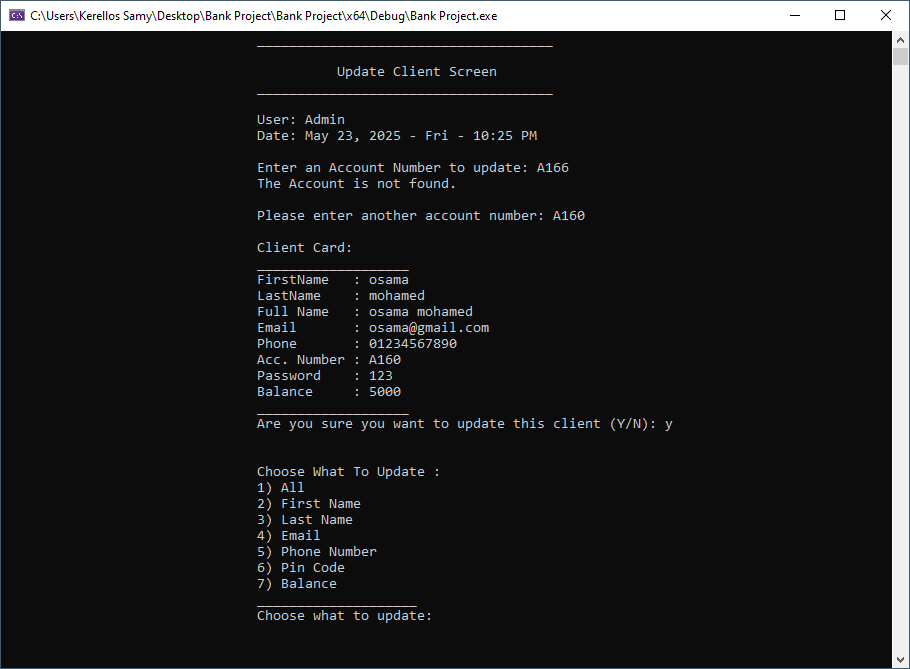 C:\Users\Kerellos Samy\Desktop\Bank Project\Bank Project\x64\Debug\Bank Project.exe
_____________________________________
Update Client Screen
_____________________________________
User: Admin
Date: May 23, 2025 - Fri - 10:25 PM
Enter an Account Number to update: A166
The Account is not found.
Please enter another account number: A160
Client Card:
___________________
FirstName   : osama
LastName    : mohamed
Full Name   : osama mohamed
Email       : osama@gmail.com
Phone       : 01234567890
Acc. Number : A160
Password    : 123
Balance     : 5000
___________________
Are you sure you want to update this client (Y/N): y
Choose What To Update :
1) All
2) First Name
3) Last Name
4) Email
5) Phone Number
6) Pin Code
7) Balance
____________________
Choose what to update: